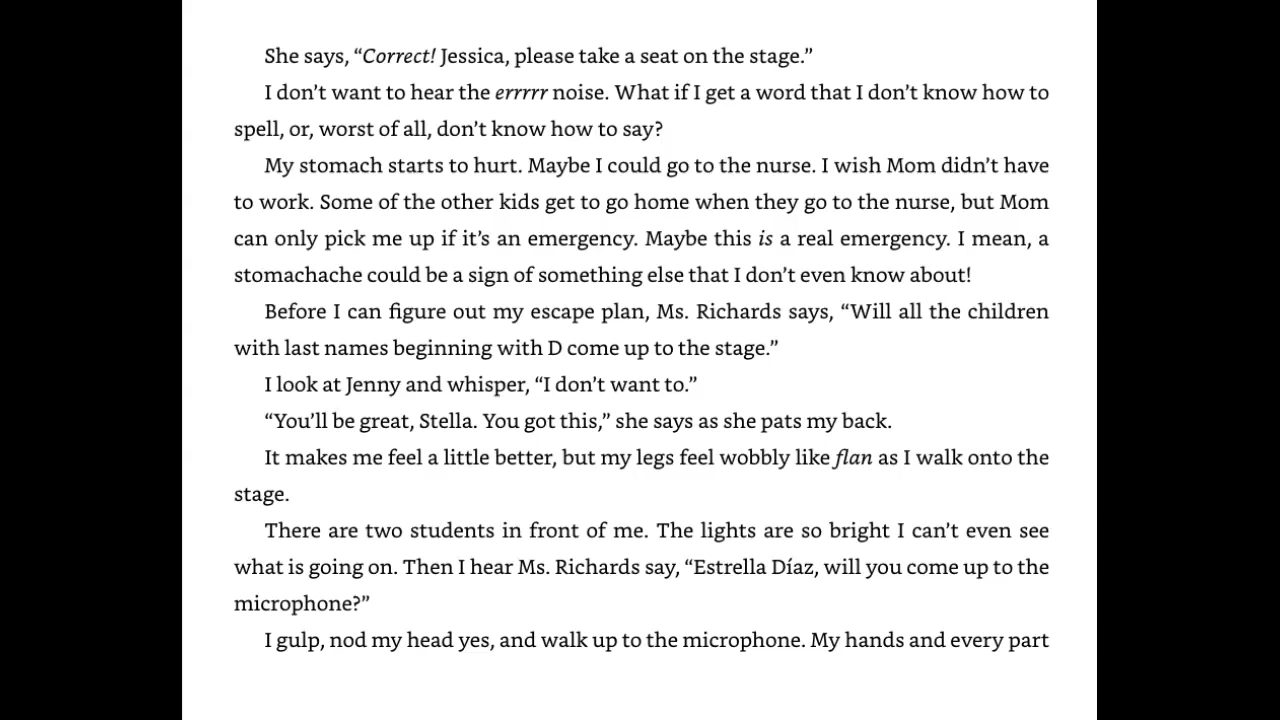 She says, “Correct! Jessica, please take a seat on the stage.”
I don’t want to hear the errrrr noise. What if I get a word that I don’t know how to
spell, or, worst of all, don’t know how to say?
My stomach starts to hurt. Maybe I could go to the nurse. I wish Mom didn’t have
to work. Some of the other kids get to go home when they go to the nurse, but Mom
can only pick me up if it’s an emergency. Maybe this is a real emergency. I mean, a
stomachache could be a sign of something else that I don’t even know about!
Before I can figure out my escape plan, Ms. Richards says, “Will all the children
with last names beginning with D come up to the stage.”
I look at Jenny and whisper, “I don’t want to.”
“You’ll be great, Stella. You got this,” she says as she pats my back.
It makes me feel a little better, but my legs feel wobbly like flan as I walk onto the
stage.
There are two students in front of me. The lights are so bright I can’t even see
what is going on. Then I hear Ms. Richards say, “Estrella Díaz, will you come up to the
microphone?”
I gulp, nod my head yes, and walk up to the microphone. My hands and every part